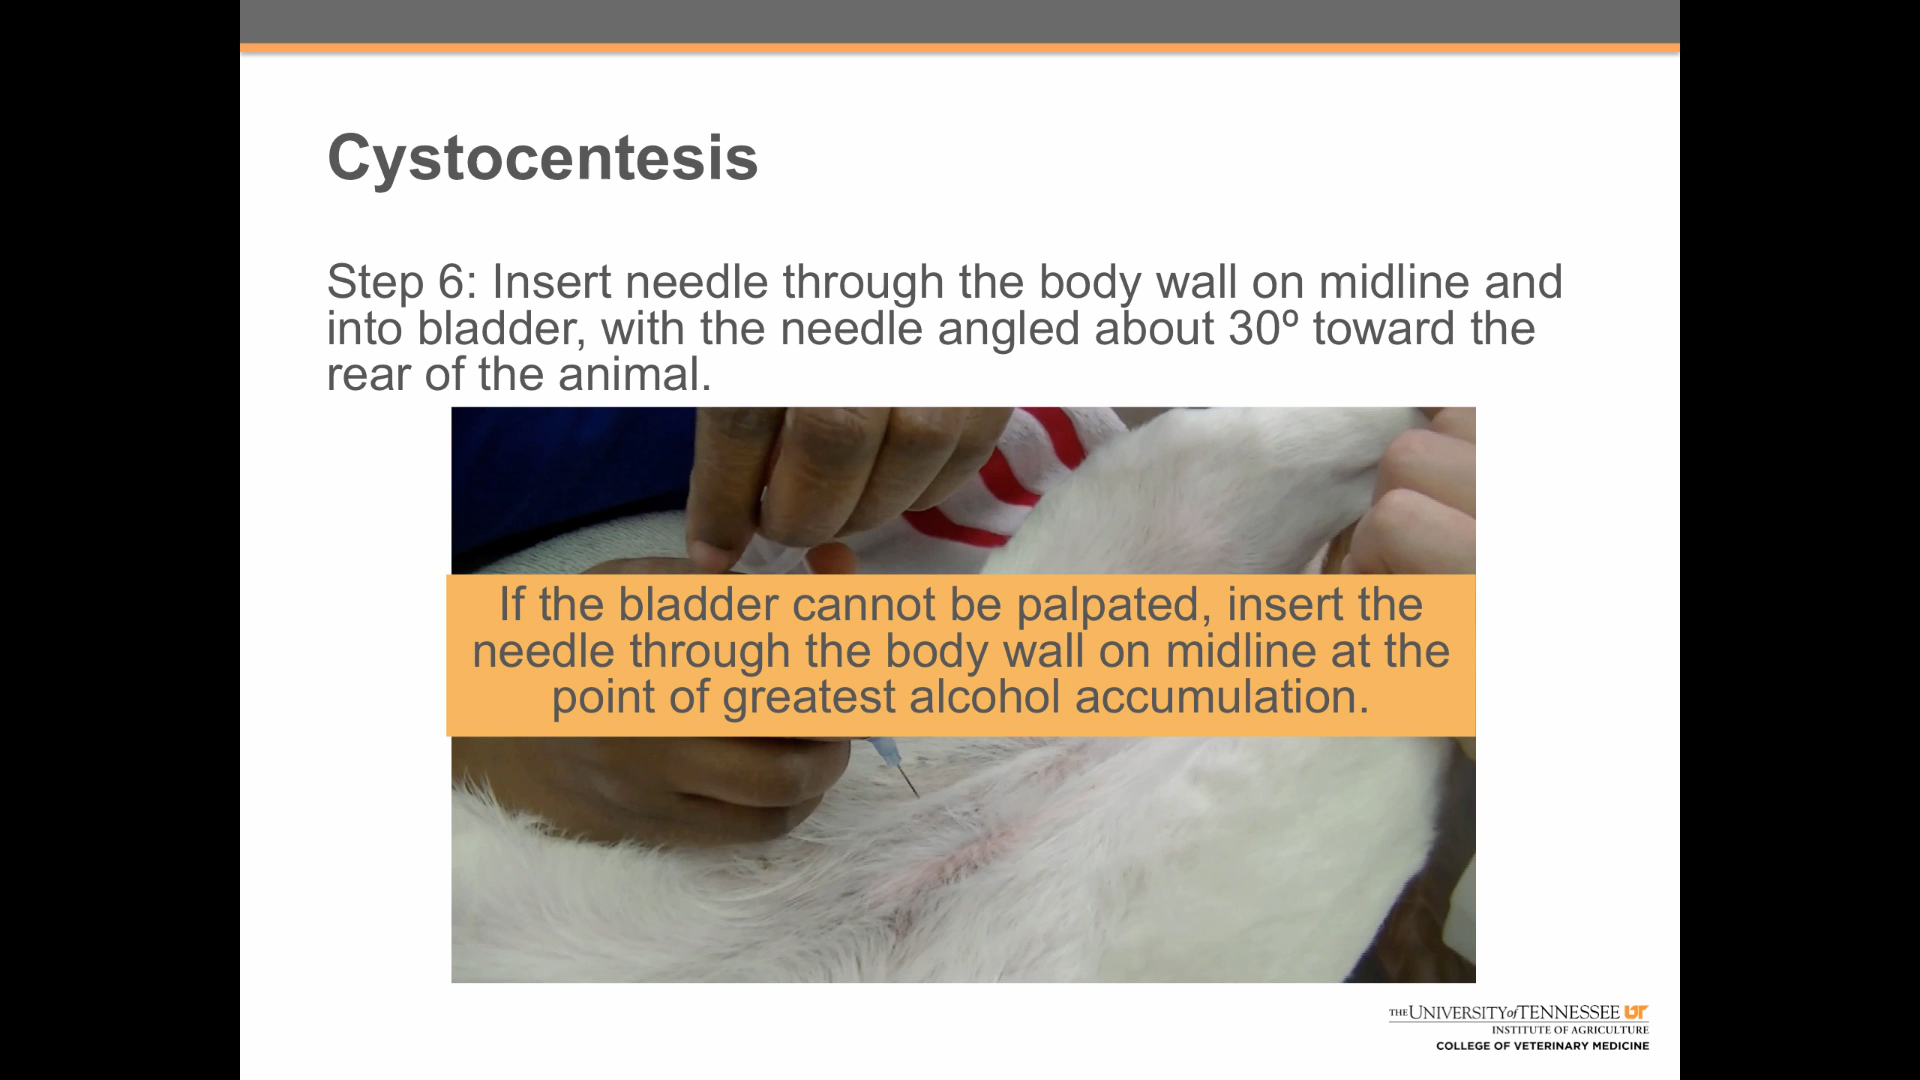 Cystocentesis
Step 6: Insert needle through the body wall on midline and
into bladder, with the needle angled about 30º toward the
rear of the animal.
If the bladder cannot be palpated, insert the
needle through the body wall on midline at the
point of greatest alcohol accumulation.
THE UNIVERSITY of TENNESSEE UT
INSTITUTE OF AGRICULTURE
COLLEGE OF VETERINARY MEDICINE